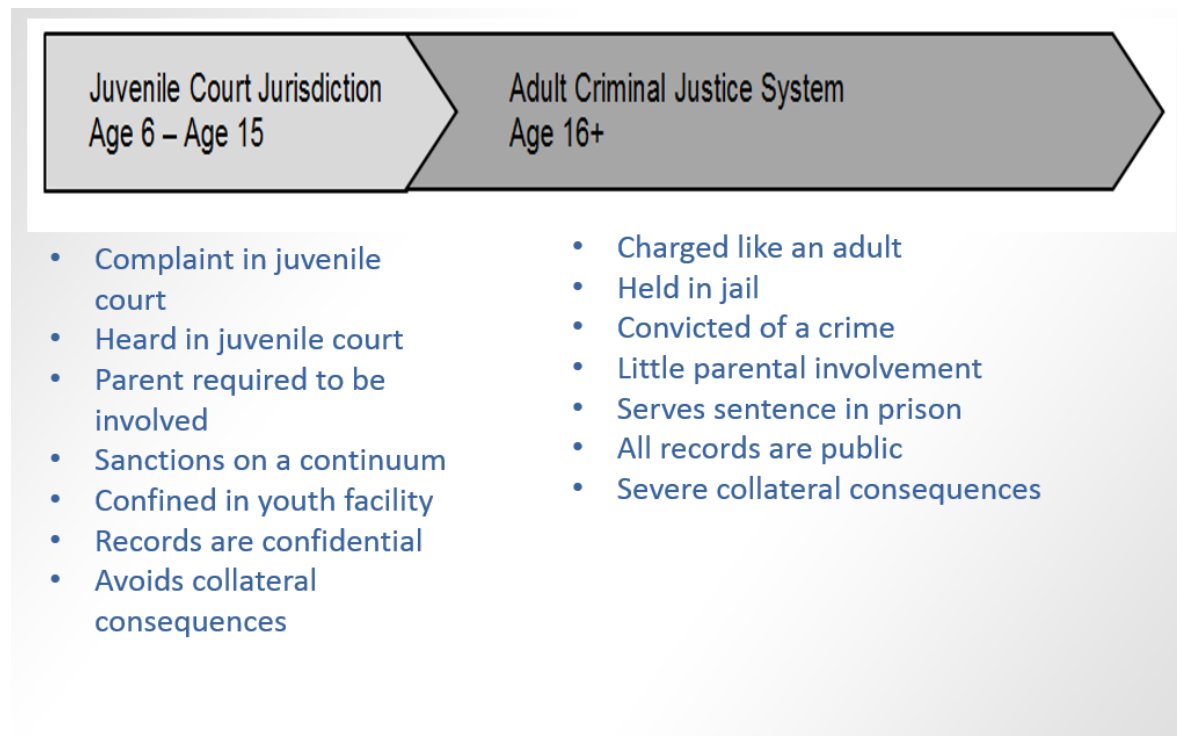 Juvenile Court Jurisdiction
Age 6 – Age 15
Adult Criminal Justice System
Age 16+
• Complaint in juvenile
court
• Heard in juvenile court
• Parent required to be
involved
• Sanctions on a continuum
• Confined in youth facility
• Records are confidential
• Avoids collateral
consequences
• Charged like an adult
• Held in jail
• Convicted of a crime
• Little parental involvement
• Serves sentence in prison
• All records are public
• Severe collateral consequences